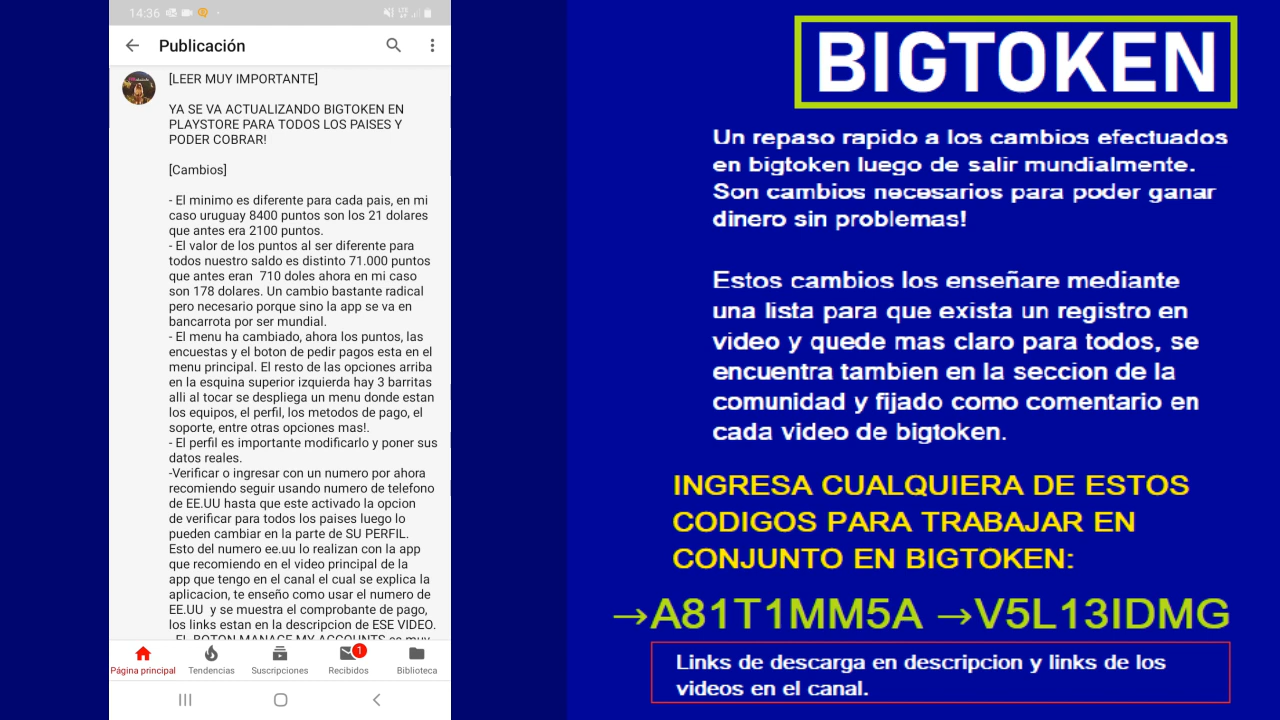 14:36
Publicación
[LEER MUY IMPORTANTE]
YA SE VA ACTUALIZANDO BIGTOKEN EN
PLAYSTORE PARA TODOS LOS PAISES Y
PODER COBRAR!
[Cambios]
- El minimo es diferente para cada pais, en mi
caso uruguay 8400 puntos son los 21 dolares
que antes era 2100 puntos.
- El valor de los puntos al ser diferente para
todos nuestro saldo es distinto 71.000 puntos
que antes eran 710 doles ahora en mi caso
son 178 dolares. Un cambio bastante radical
pero necesario porque sino la app se va en
bancarrota por ser mundial.
- El menu ha cambiado, ahora los puntos, las
encuestas y el boton de pedir pagos esta en el
menu principal. El resto de las opciones arriba
en la esquina superior izquierda hay 3 barritas
alli al tocar se despliega un menu donde estan
los equipos, el perfil, los metodos de pago, el
soporte, entre otras opciones mas!.
- El perfil es importante modificarlo y poner sus
datos reales.
-Verificar o ingresar con un numero por ahora
recomiendo seguir usando numero de telefono
de EE.UU hasta que este activado la opcion
de verificar para todos los paises luego lo
pueden cambiar en la parte de SU PERFIL.
Esto del numero ee.uu lo realizan con la app
que recomiendo en el video principal de la
app que tengo en el canal el cual se explica la
aplicacion, te enseño como usar el numero de
EE.UU y se muestra el comprobante de pago,
los links estan en la descripcion de ESE VIDEO.
- EL BOTON MANAGE MY ACCOUNTS es muy
1
Página principal
Tendencias
Suscripciones
Recibidos
Biblioteca
BIGTOKEN
Un repaso rapido a los cambios efectuados
en bigtoken luego de salir mundialmente.
Son cambios necesarios para poder ganar
dinero sin problemas!
Estos cambios los enseñare mediante
una lista para que exista un registro en
video y quede mas claro para todos, se
encuentra tambien en la seccion de la
comunidad y fijado como comentario en
cada video de bigtoken.
INGRESA CUALQUIERA DE ESTOS
CODIGOS PARA TRABAJAR EN
CONJUNTO EN BIGTOKEN:
→A81T1MM5A →V5L13IDMG
Links de descarga en descripcion y links de los
videos en el canal.